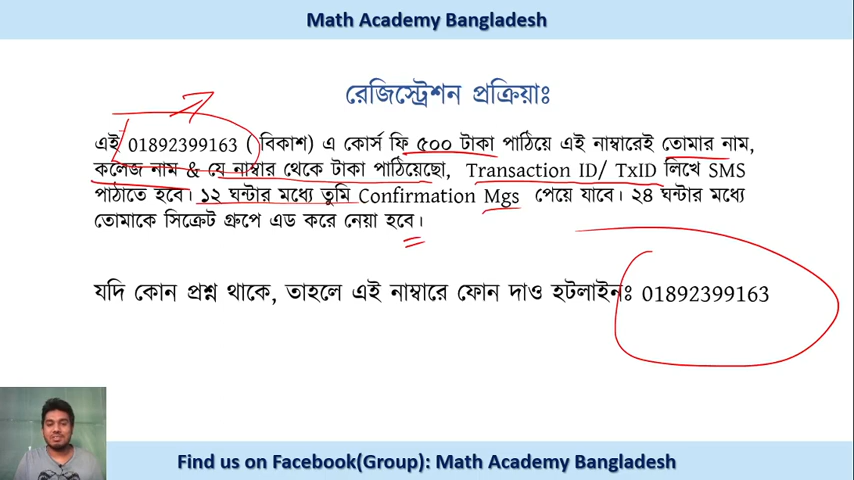 Math Academy Bangladesh
রেজিস্ট্রেশন প্রক্রিয়াঃ
এই 01892399163 ( বিকাশ) এ কোর্স ফি ৫০০ টাকা পাঠিয়ে এই নাম্বারেই তোমার নাম,
কলেজ নাম & যে নাম্বার থেকে টাকা পাঠিয়েছো, Transaction ID/ TxID লিখে SMS
পাঠাতে হবে। ১২ ঘন্টার মধ্যে তুমি Confirmation Mgs পেয়ে যাবে। ২৪ ঘন্টার মধ্যে
তোমাকে সিক্রেট গ্রুপে এড করে নেয়া হবে।
যদি কোন প্রশ্ন থাকে, তাহলে এই নাম্বারে ফোন দাও হটলাইনঃ 01892399163
Find us on Facebook(Group): Math Academy Bangladesh